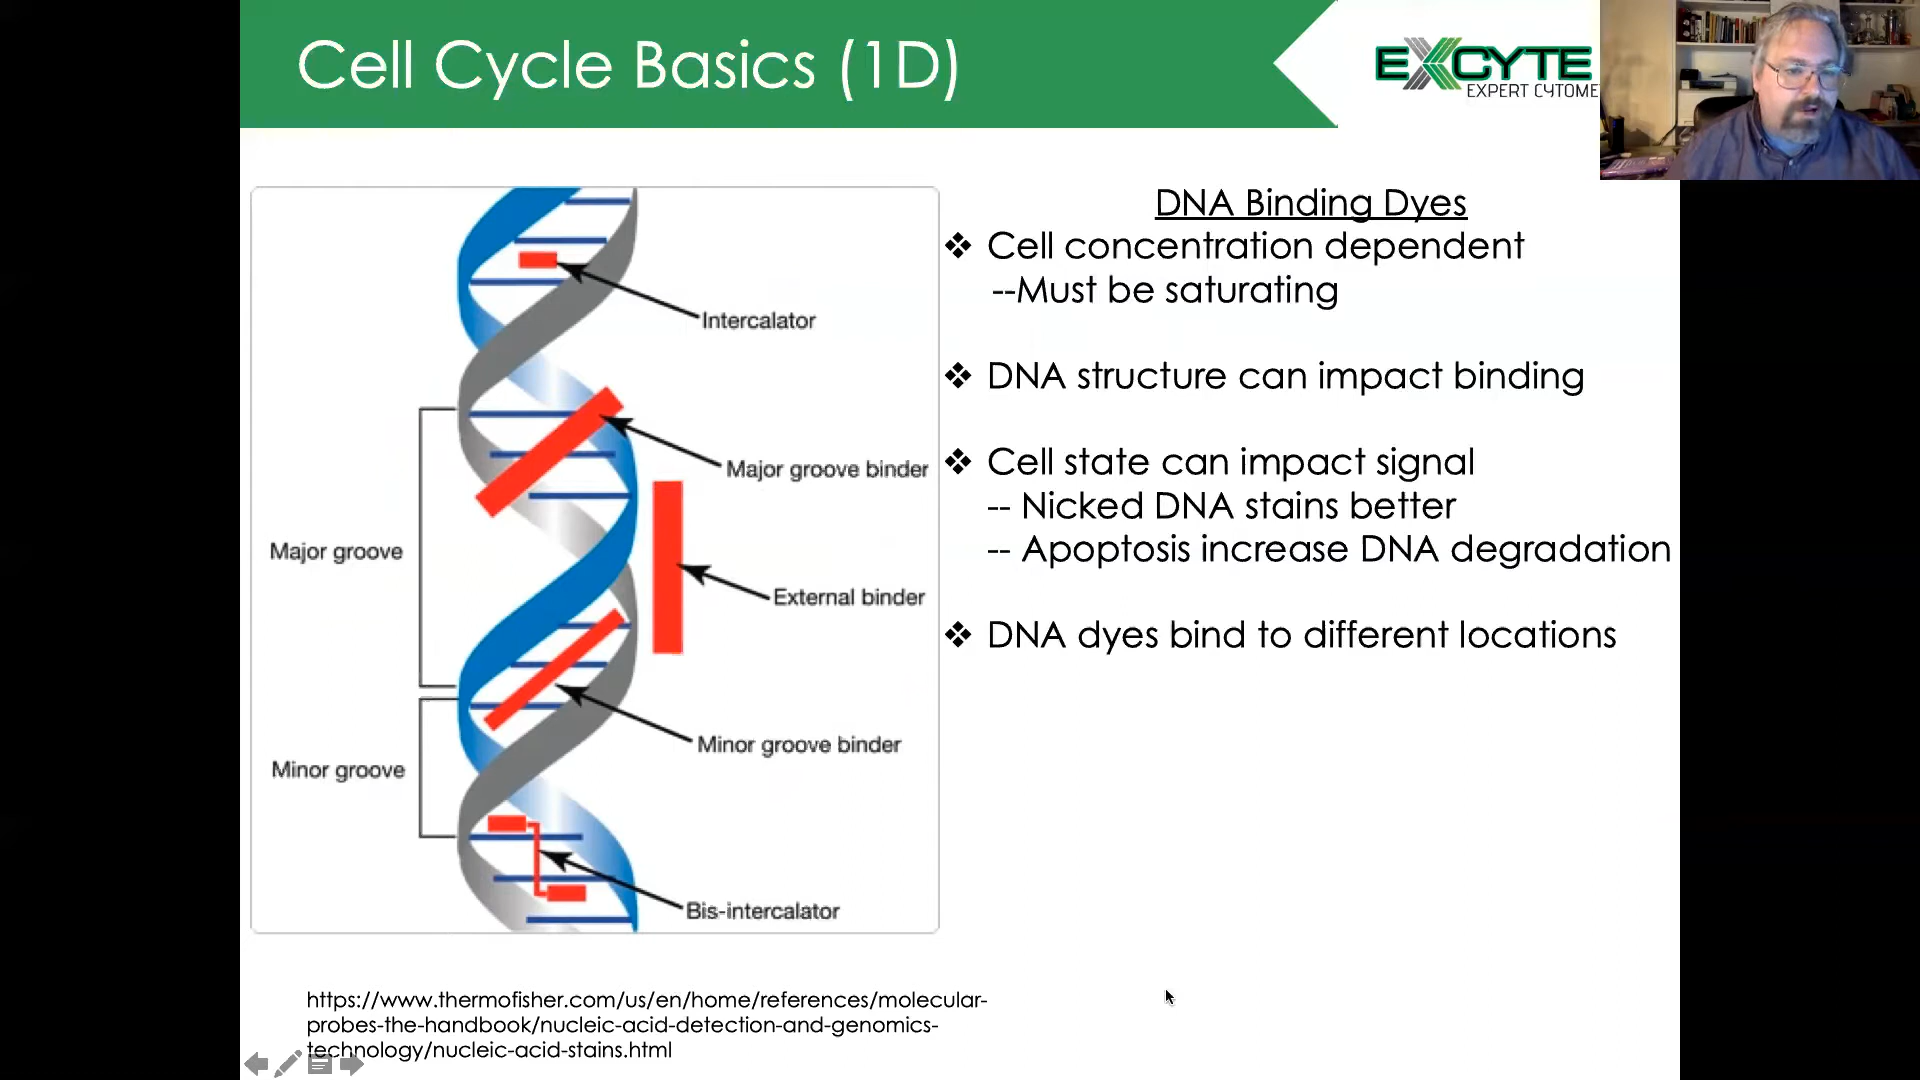 Cell Cycle Basics (1D)
EXCYTE
EXPERT CYTOME
DNA Binding Dyes
❖ Cell concentration dependent
--Must be saturating
❖ DNA structure can impact binding
❖ Cell state can impact signal
-- Nicked DNA stains better
-- Apoptosis increase DNA degradation
❖ DNA dyes bind to different locations
Intercalator
Major groove binder
Major groove
External binder
Minor groove binder
Minor groove
Bis-intercalator
https://www.thermofisher.com/us/en/home/references/molecular-
probes-the-handbook/nucleic-acid-detection-and-genomics-
technology/nucleic-acid-stains.html